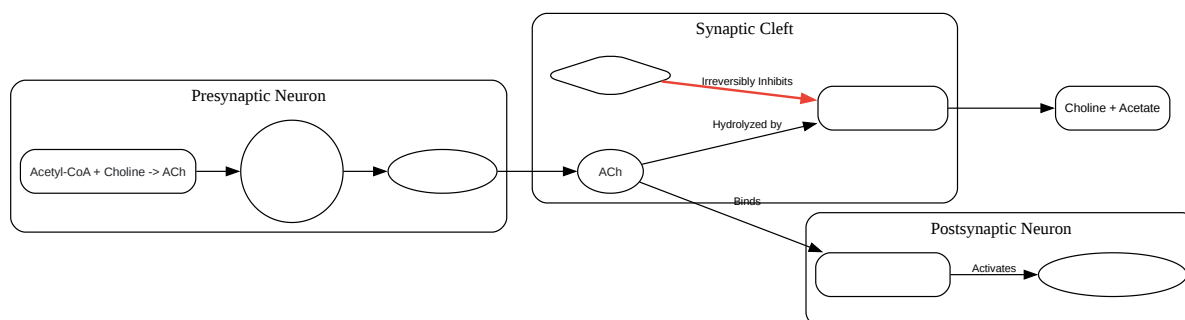 Synaptic Cleft
Irreversibly Inhibits
Presynaptic Neuron
Choline + Acetate
Hydrolyzed by
Acetyl-CoA + Choline -> ACh
ACh
Binds
Postsynaptic Neuron
Activates